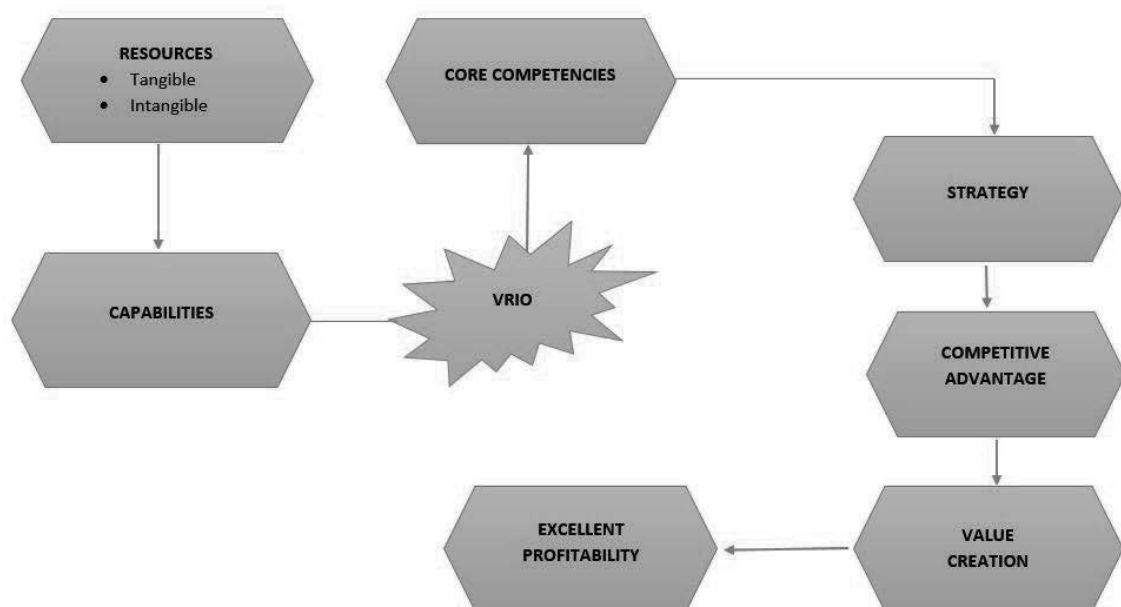 RESOURCES
• Tangible
• Intangible
CAPABILITIES
VRIO
CORE COMPETENCIES
STRATEGY
COMPETITIVE
ADVANTAGE
VALUE
CREATION
EXCELLENT
PROFITABILITY